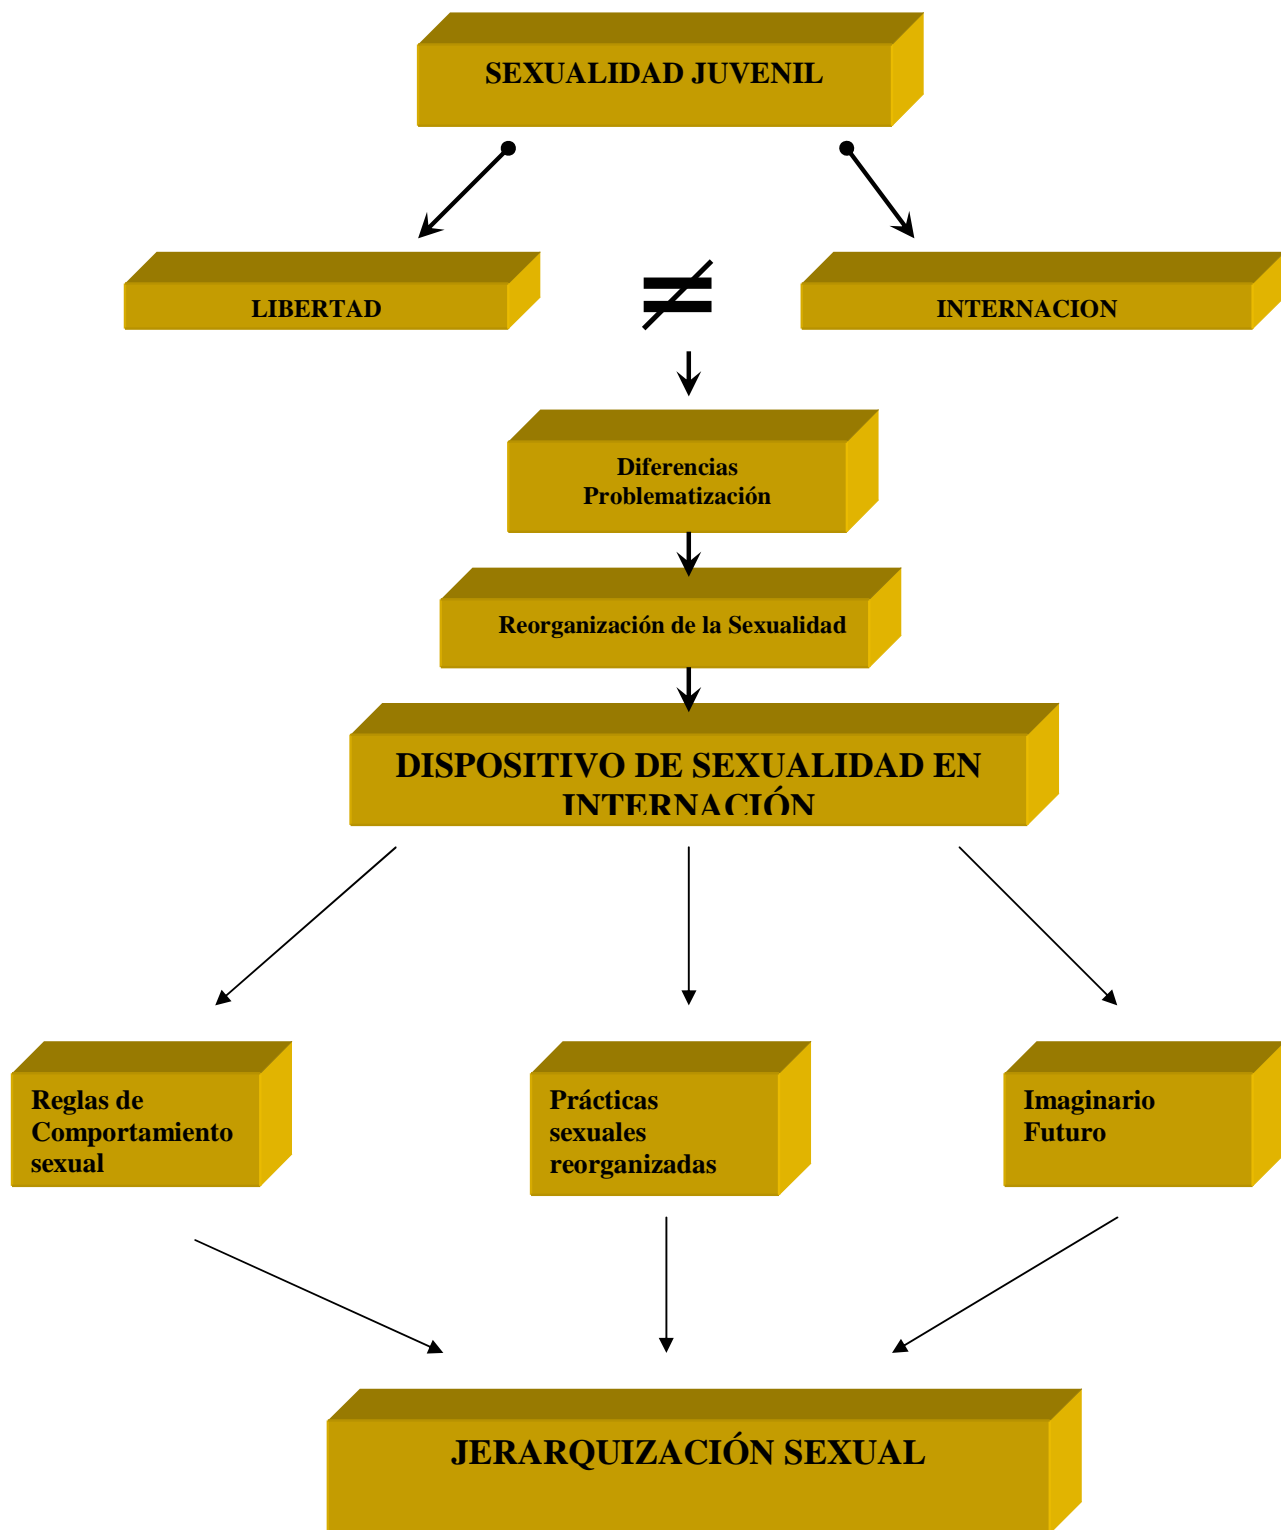 SEXUALIDAD JUVENIL
LIBERTAD
≠
INTERNACION
Diferencias
Problematización
Reorganización de la Sexualidad
DISPOSITIVO DE SEXUALIDAD EN
INTERNACIÓN
Reglas de
Comportamiento
sexual
Prácticas
sexuales
reorganizadas
Imaginario
Futuro
JERARQUIZACIÓN SEXUAL